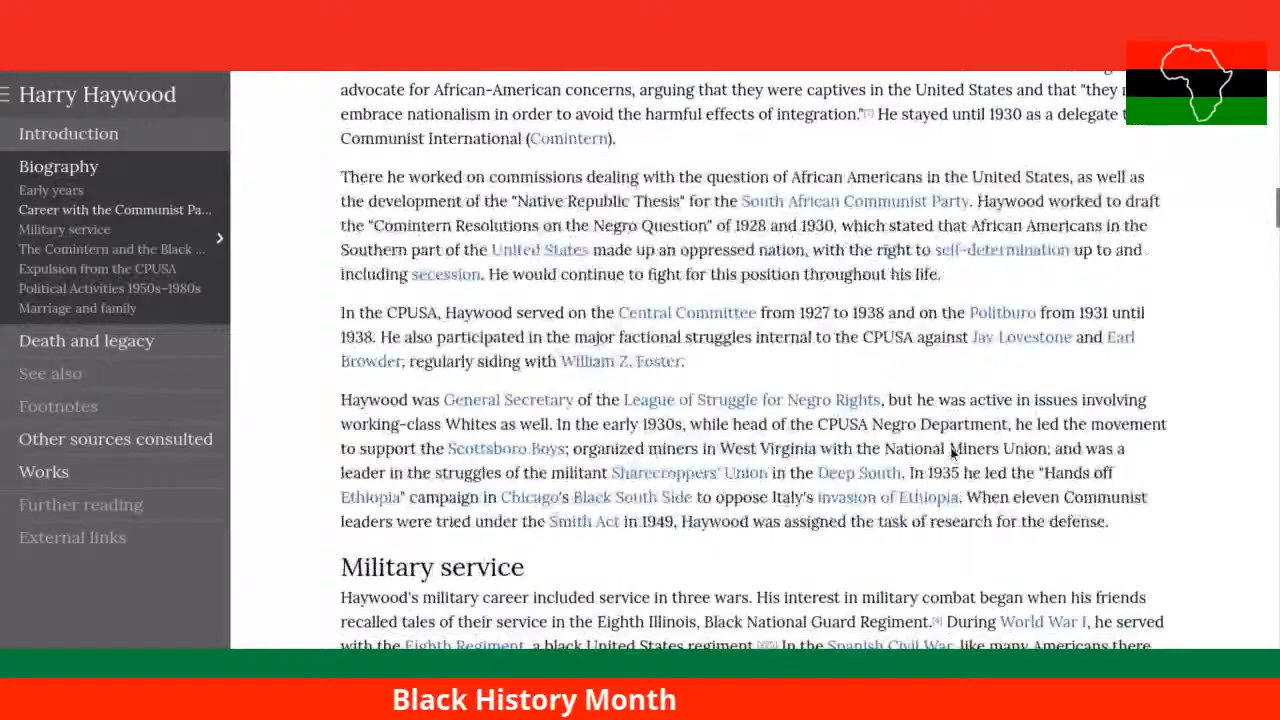 Harry Haywood
Introduction
Biography
Early years
Career with the Communist Pa...
Military service
The Comintern and the Black ...
Expulsion from the CPUSA
Political Activities 1950s–1980s
Marriage and family
Death and legacy
See also
Footnotes
Other sources consulted
Works
Further reading
External links
advocate for African-American concerns, arguing that they were captives in the United States and that "they
embrace nationalism in order to avoid the harmful effects of integration." He stayed until 1930 as a delegate
Communist International (Comintern).
There he worked on commissions dealing with the question of African Americans in the United States, as well as
the development of the "Native Republic Thesis" for the South African Communist Party. Haywood worked to draft
the "Comintern Resolutions on the Negro Question" of 1928 and 1930, which stated that African Americans in the
Southern part of the United States made up an oppressed nation, with the right to self-determination up to and
including secession. He would continue to fight for this position throughout his life.
In the CPUSA, Haywood served on the Central Committee from 1927 to 1938 and on the Politburo from 1931 until
1938. He also participated in the major factional struggles internal to the CPUSA against Jay Lovestone and Earl
Browder, regularly siding with William Z. Foster.
Haywood was General Secretary of the League of Struggle for Negro Rights, but he was active in issues involving
working-class Whites as well. In the early 1930s, while head of the CPUSA Negro Department, he led the movement
to support the Scottsboro Boys; organized miners in West Virginia with the National Miners Union; and was a
leader in the struggles of the militant Sharecroppers' Union in the Deep South. In 1935 he led the "Hands off
Ethiopia" campaign in Chicago's Black South Side to oppose Italy's invasion of Ethiopia. When eleven Communist
leaders were tried under the Smith Act in 1949, Haywood was assigned the task of research for the defense.
Military service
Haywood's military career included service in three wars. His interest in military combat began when his friends
recalled tales of their service in the Eighth Illinois, Black National Guard Regiment. During World War I, he served
with the Eighth Regiment, a black United States regiment. In the Spanish Civil War, like many Americans there
Black History Month